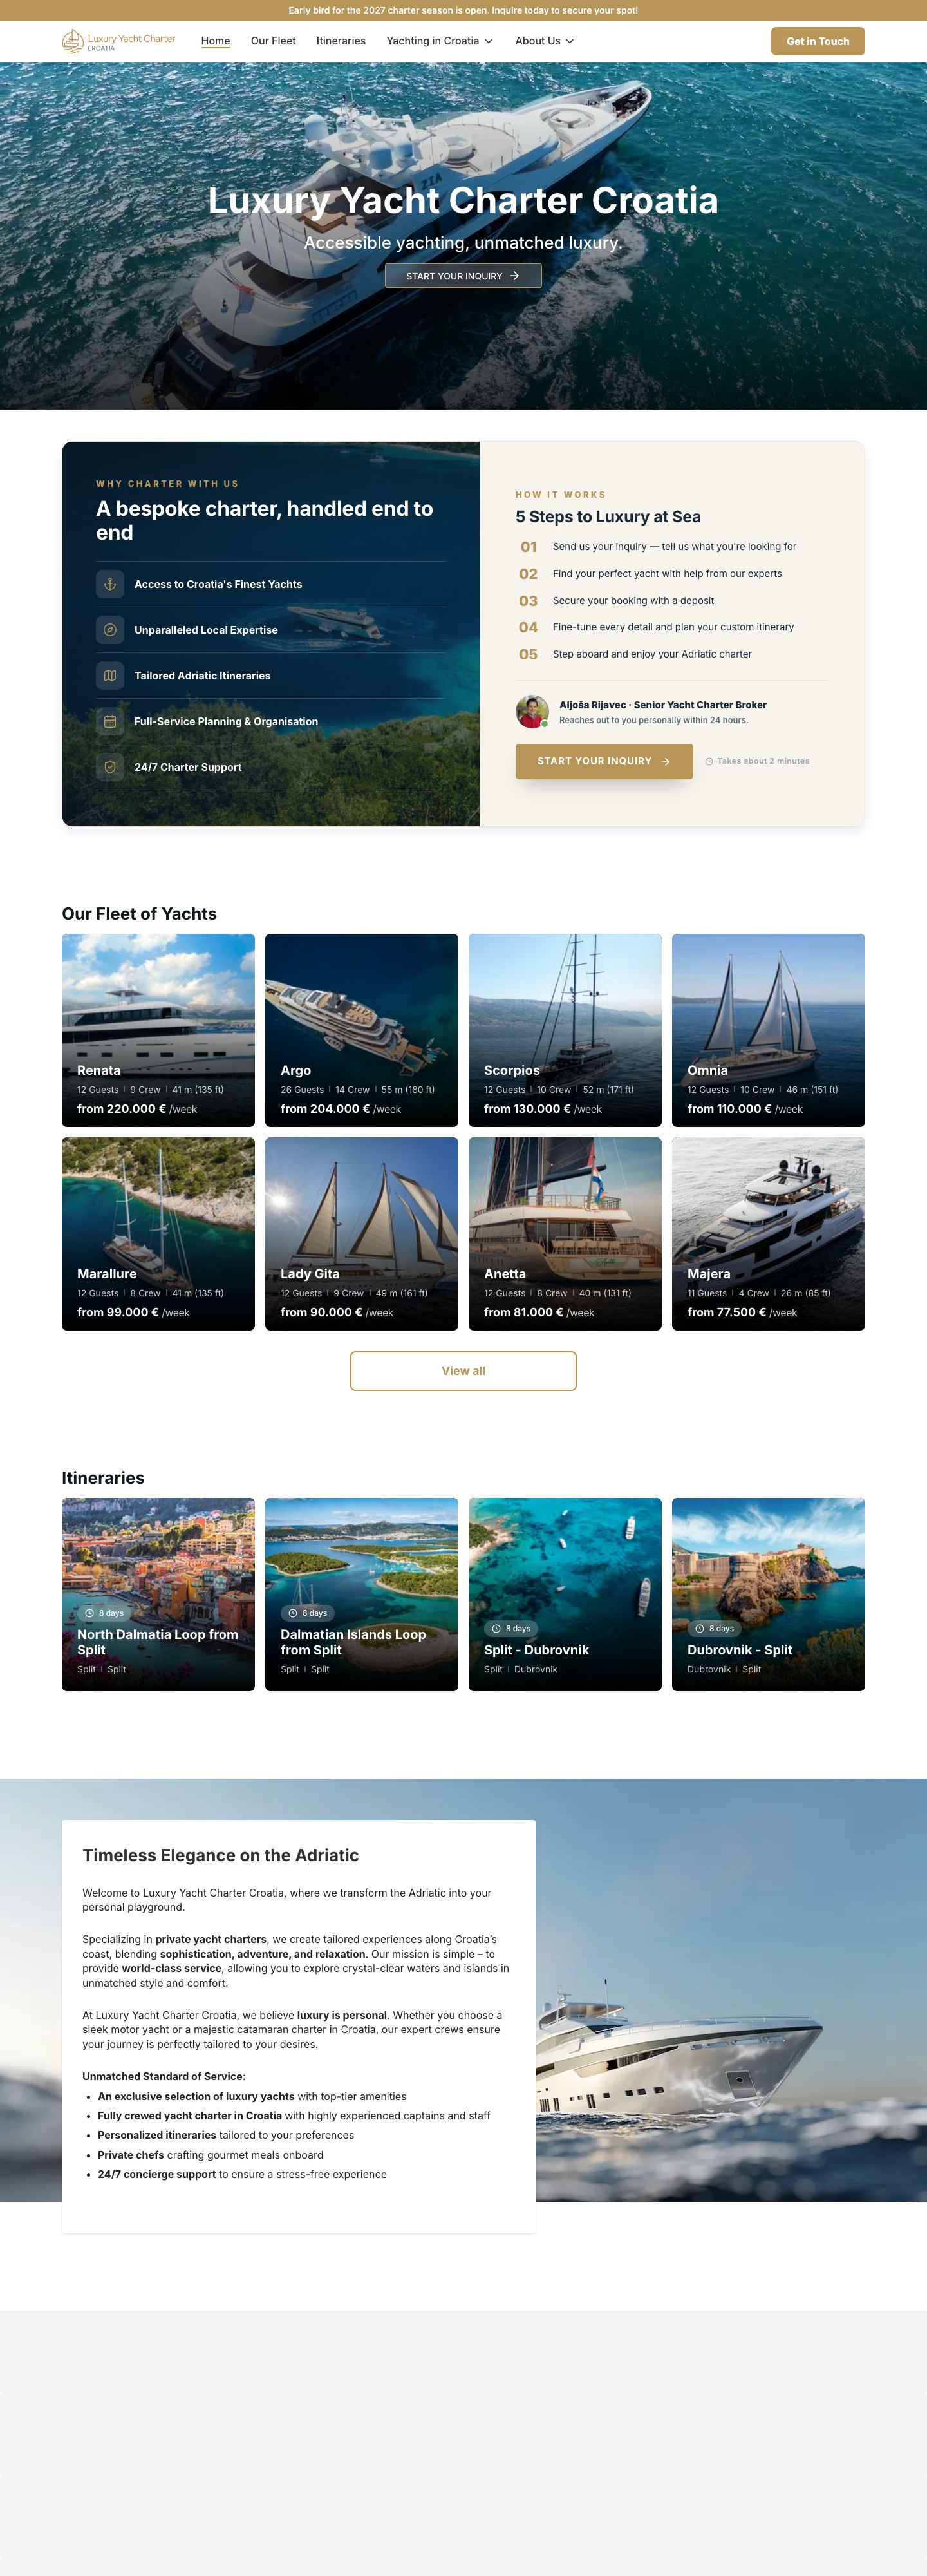 Early bird for the 2027 charter season is open. Inquire today to secure your spot!
Luxury Yacht Charter
CROATIA
Home
Our Fleet
Itineraries
Yachting in Croatia
About Us
Get in Touch
ZIA
Luxury Yacht Charter Croatia
Accessible yachting, unmatched luxury.
START YOUR INQUIRY
ZIA
WHY CHARTER WITH US
A bespoke charter, handled end to
end
Access to Croatia's Finest Yachts
Unparalleled Local Expertise
Tailored Adriatic Itineraries
Full-Service Planning & Organisation
24/7 Charter Support
HOW IT WORKS
5 Steps to Luxury at Sea
01 Send us your inquiry — tell us what you're looking for
02 Find your perfect yacht with help from our experts
03 Secure your booking with a deposit
04 Fine-tune every detail and plan your custom itinerary
05 Step aboard and enjoy your Adriatic charter
Aljoša Rijavec · Senior Yacht Charter Broker
Reaches out to you personally within 24 hours.
START YOUR INQUIRY
Takes about 2 minutes
Our Fleet of Yachts
Renata
12 Guests | 9 Crew | 41 m (135 ft)
from 220.000 € /week
Argo
26 Guests | 14 Crew | 55 m (180 ft)
from 204.000 € /week
Scorpios
12 Guests | 10 Crew | 52 m (171 ft)
from 130.000 € /week
Omnia
12 Guests | 10 Crew | 46 m (151 ft)
from 110.000 € /week
Marallure
12 Guests | 8 Crew | 41 m (135 ft)
from 99.000 € /week
Lady Gita
12 Guests | 9 Crew | 49 m (161 ft)
from 90.000 € /week
Anetta
12 Guests | 8 Crew | 40 m (131 ft)
from 81.000 € /week
Majera
11 Guests | 4 Crew | 26 m (85 ft)
from 77.500 € /week
View all
Itineraries
8 days
North Dalmatia Loop from
Split
Split | Split
8 days
Dalmatian Islands Loop
from Split
Split | Split
8 days
Split - Dubrovnik
Split | Dubrovnik
8 days
Dubrovnik - Split
Dubrovnik | Split
Timeless Elegance on the Adriatic
Welcome to Luxury Yacht Charter Croatia, where we transform the Adriatic into your
personal playground.
Specializing in private yacht charters, we create tailored experiences along Croatia's
coast, blending sophistication, adventure, and relaxation. Our mission is simple – to
provide world-class service, allowing you to explore crystal-clear waters and islands in
unmatched style and comfort.
At Luxury Yacht Charter Croatia, we believe luxury is personal. Whether you choose a
sleek motor yacht or a majestic catamaran charter in Croatia, our expert crews ensure
your journey is perfectly tailored to your desires.
Unmatched Standard of Service:
• An exclusive selection of luxury yachts with top-tier amenities
• Fully crewed yacht charter in Croatia with highly experienced captains and staff
• Personalized itineraries tailored to your preferences
• Private chefs crafting gourmet meals onboard
• 24/7 concierge support to ensure a stress-free experience